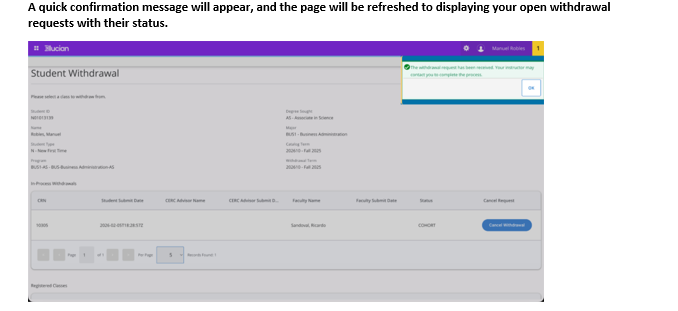 A quick confirmation message will appear, and the page will be refreshed to displaying your open withdrawal
requests with their status.
Ellucian
Manuel Robles
1
The withdrawal request has been received. Your Instructor may
contact you to complete the process.
OK
Student Withdrawal
Please select a class to withdraw from.
Student ID
Degree Sought
AS - Associate in Science
Name
Major
Robles, Manuel
BUS1 - Business Administration
Student Type
Catalog Term
N - New First Time
202610 - Fall 2025
Program
Withdrawal Term
BUS1-AS - BUS-Business Administration-AS
202610 - Fall 2025
In-Process Withdrawals
CRN
Student Submit Date
CERC Advisor Name
CERC Advisor Submit D...
Faculty Name
Faculty Submit Date
Status
Cancel Request
Sandoval, Ricardo
COHORT
Cancel Withdrawal
Page
1
of 1
Per Page
5
Records Found: 1
Registered Classes